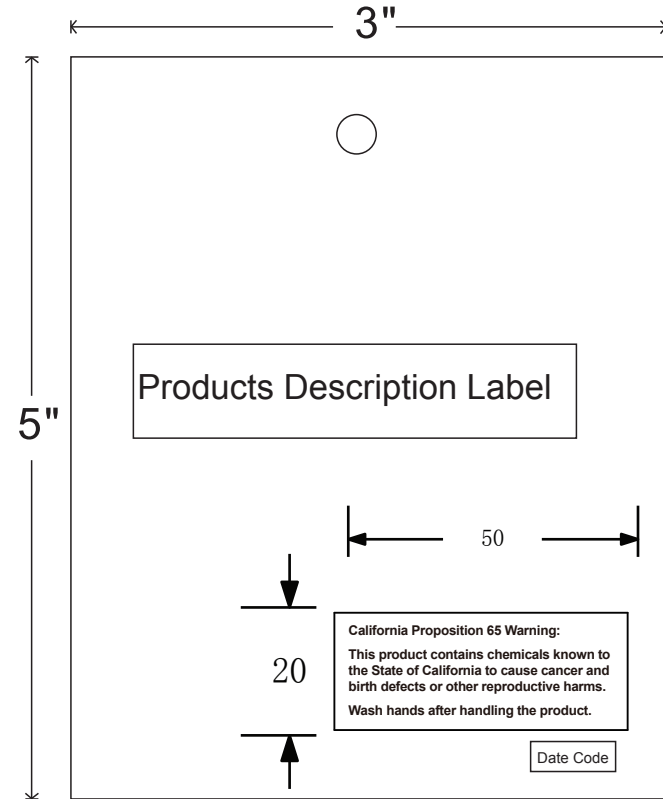 3"
5"
Products Description Label
50
20
California Proposition 65 Warning:
This product contains chemicals known to
the State of California to cause cancer and
birth defects or other reproductive harms.
Wash hands after handling the product.
Date Code